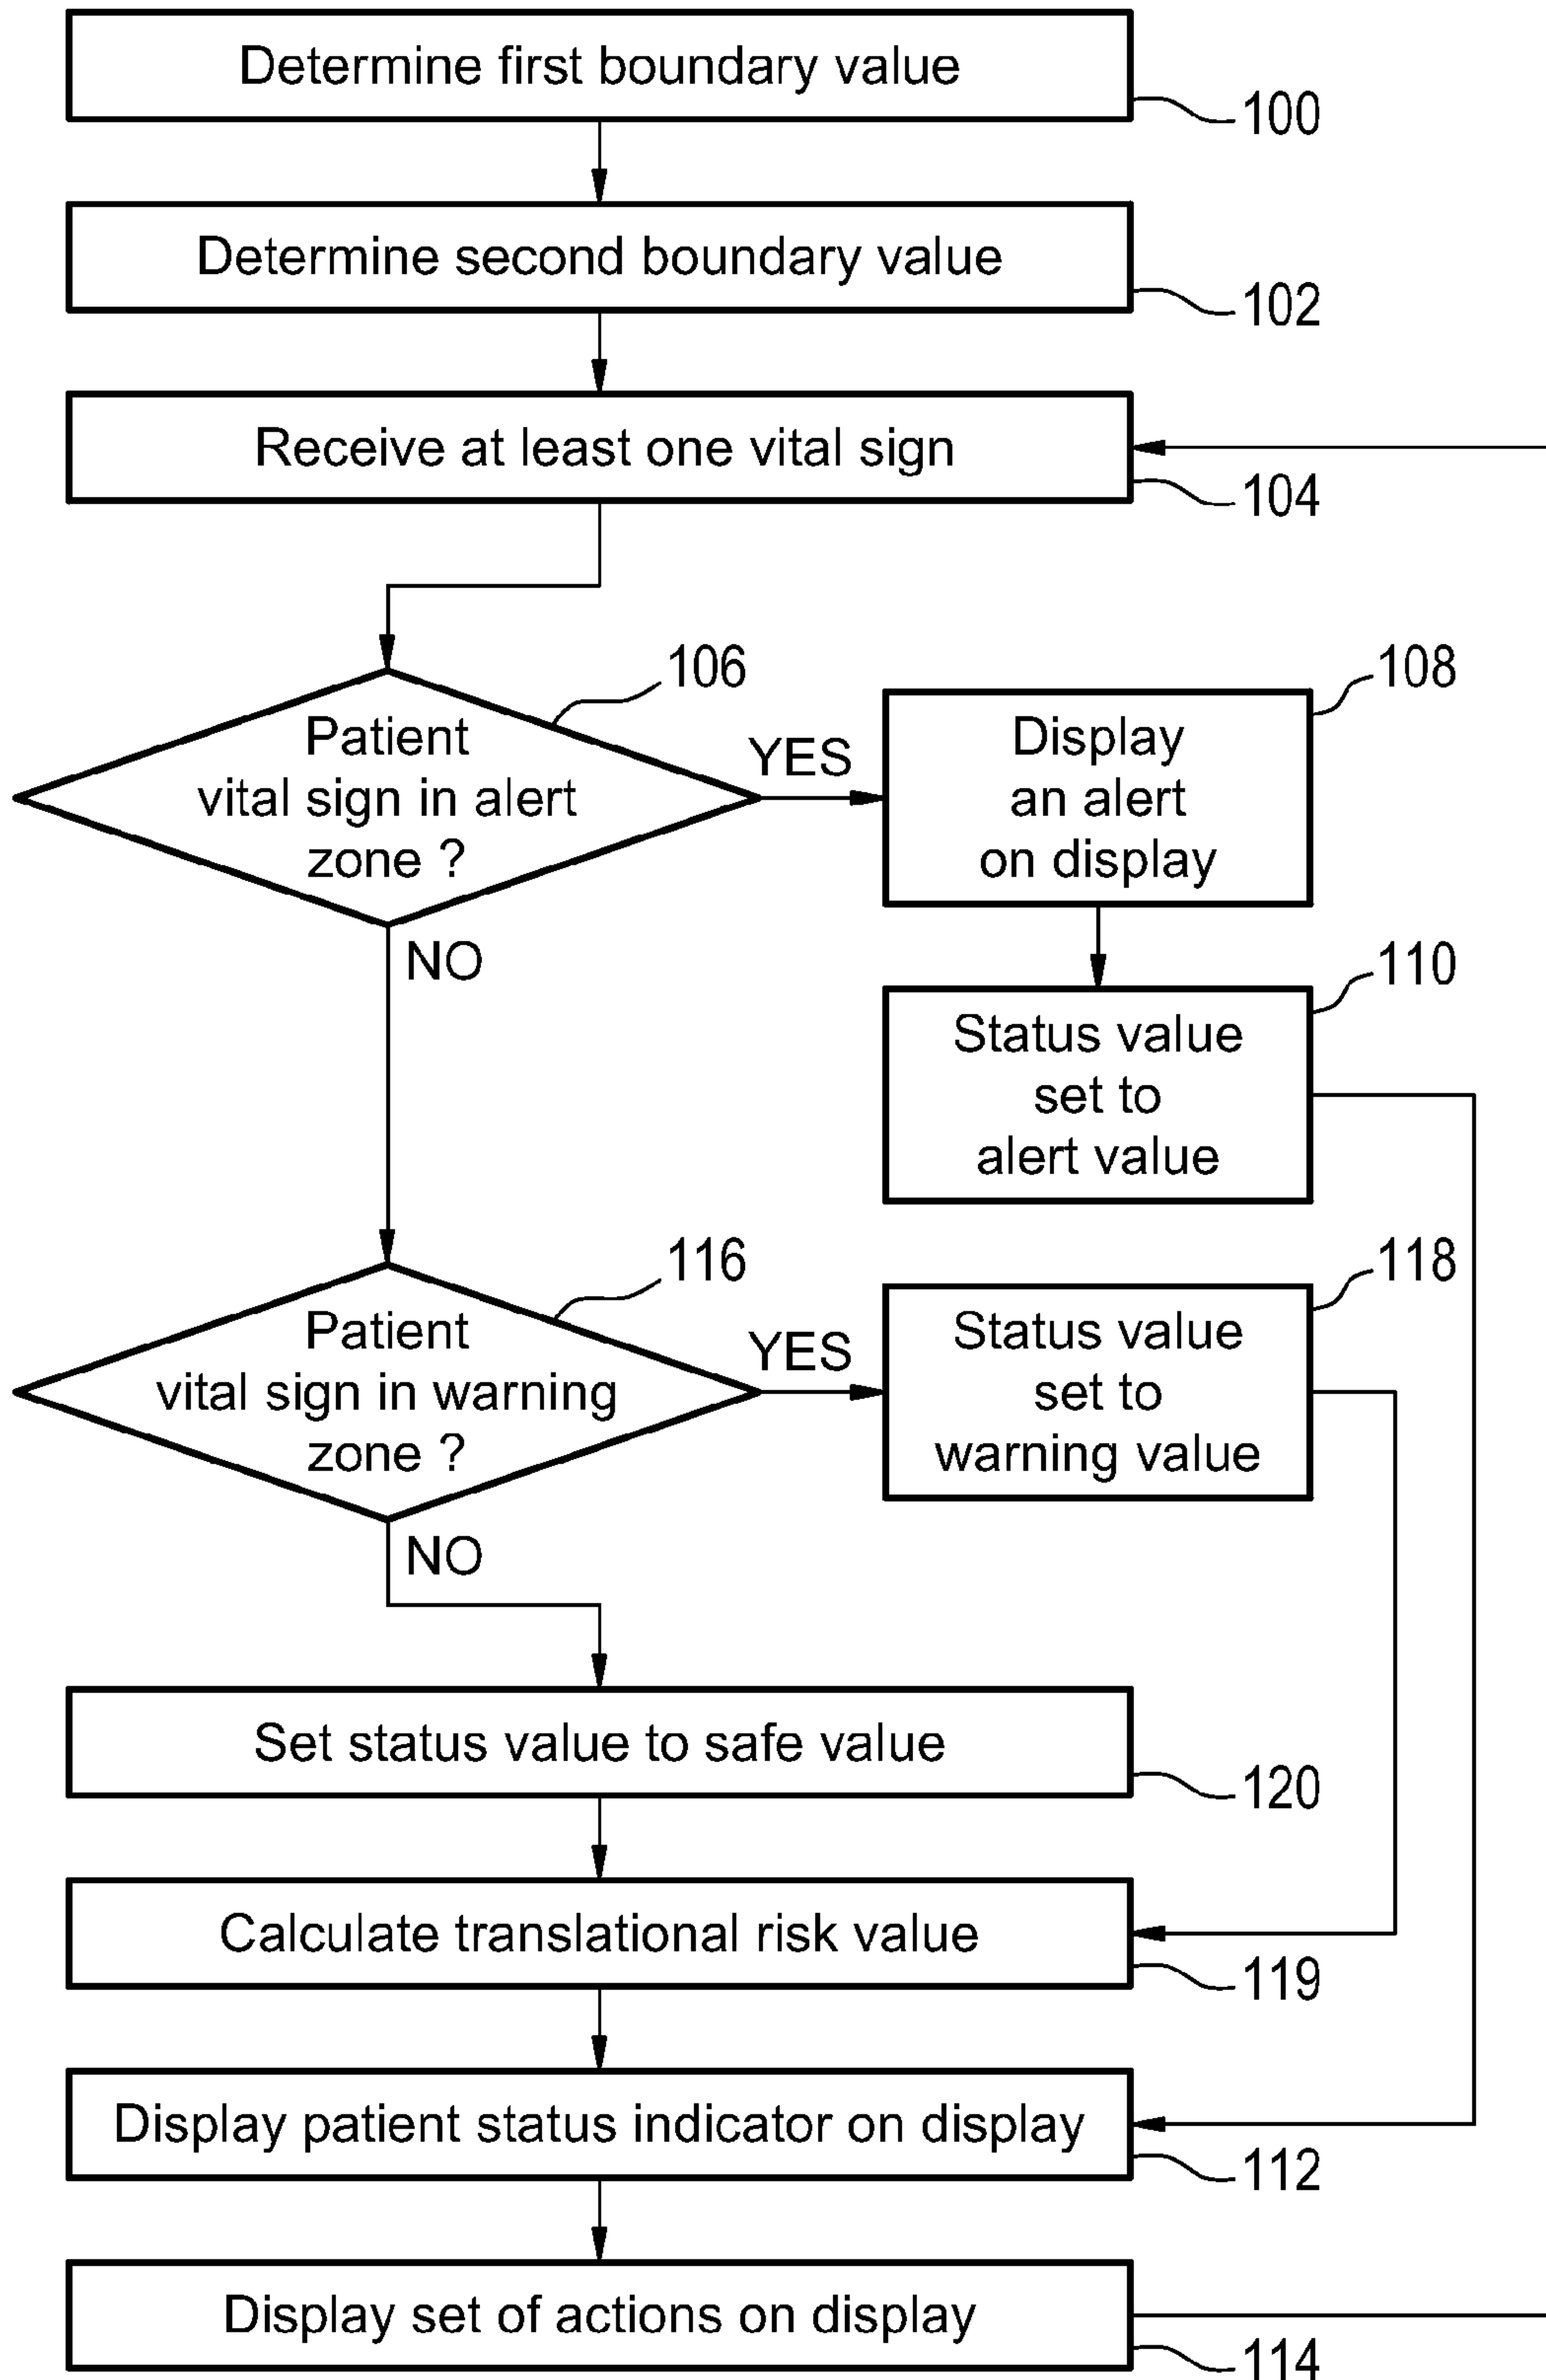 Determine first boundary value
100
Determine second boundary value
102
Receive at least one vital sign
104
106
108
Patient
vital sign in alert
zone ?
YES
Display
an alert
on display
NO
110
Status value
set to
alert value
116
118
Patient
vital sign in warning
zone ?
YES
Status value
set to
warning value
NO
Set status value to safe value
120
Calculate translational risk value
119
Display patient status indicator on display
112
Display set of actions on display
114